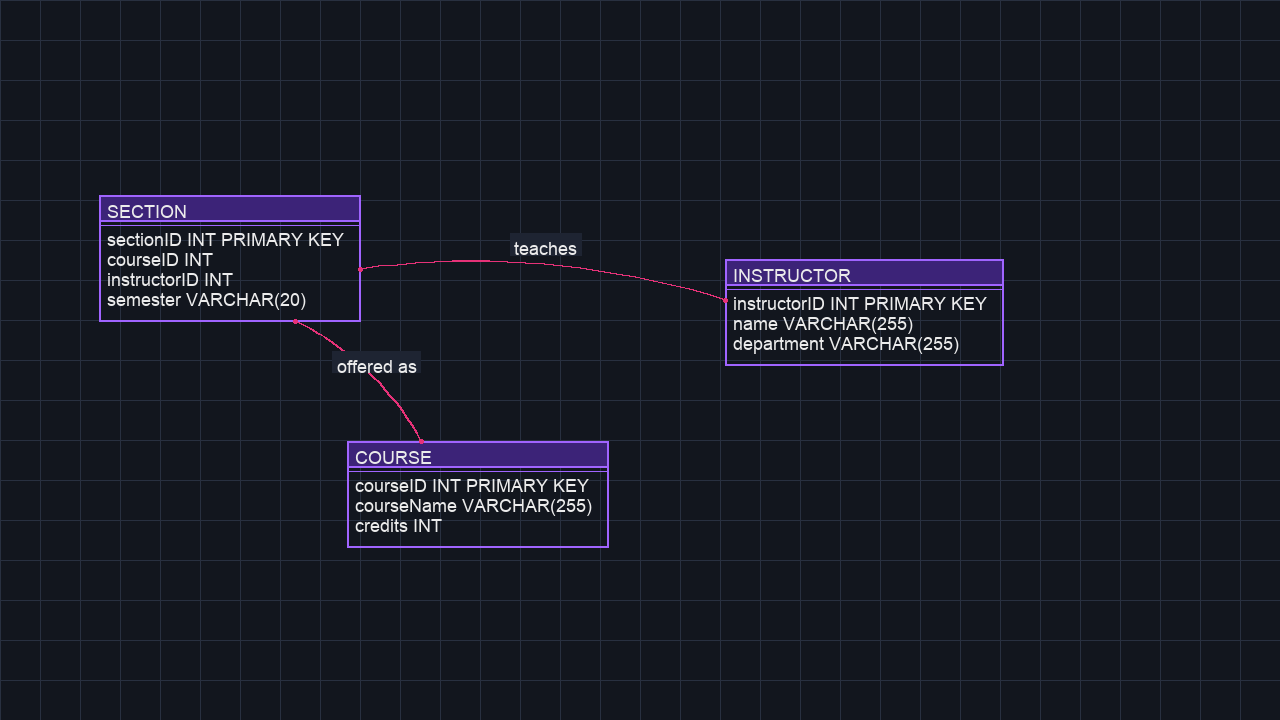 SECTION
sectionID INT PRIMARY KEY
courseID INT
instructorID INT
semester VARCHAR(20)
teaches
INSTRUCTOR
instructorID INT PRIMARY KEY
name VARCHAR(255)
department VARCHAR(255)
offered as
COURSE
courseID INT PRIMARY KEY
courseName VARCHAR(255)
credits INT